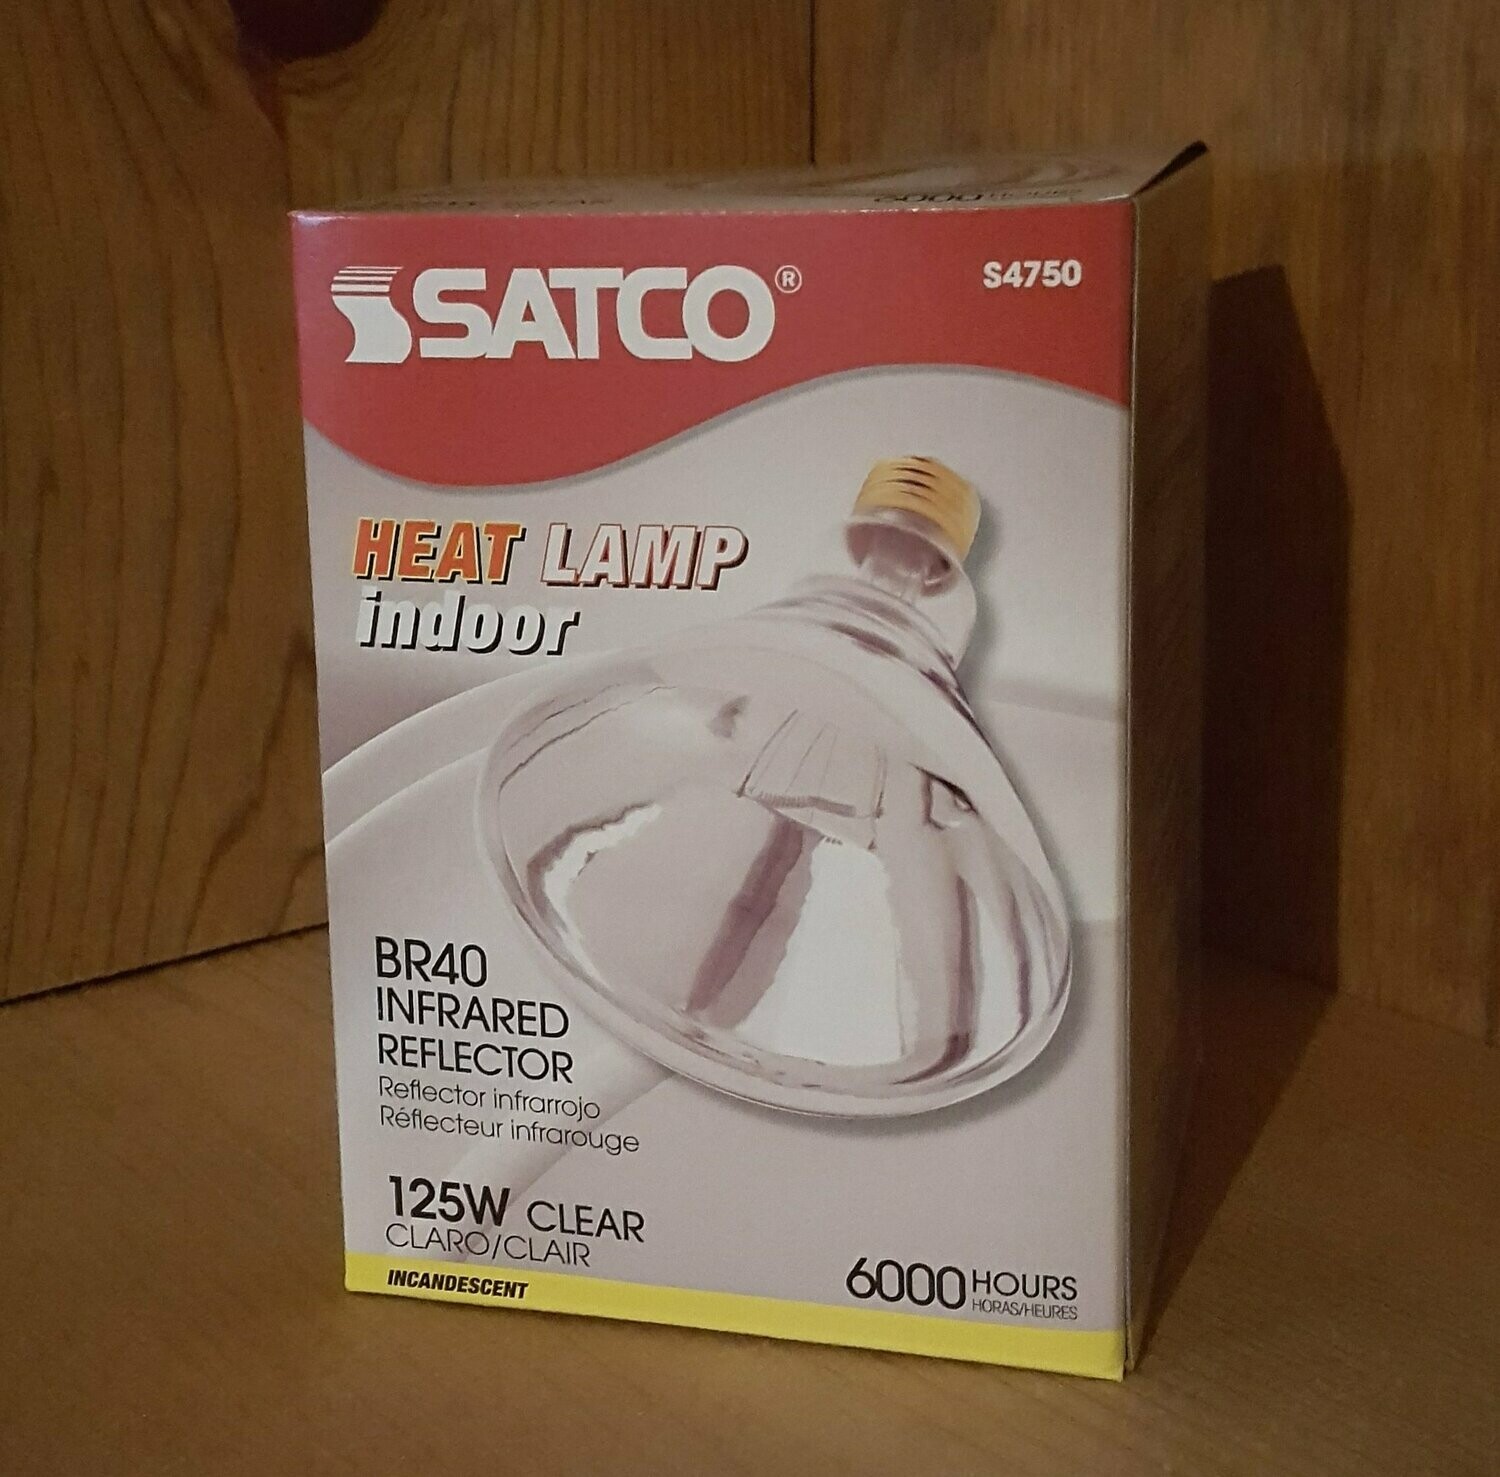 SATCO®
S4750
HEAT LAMP
indoor
BR40
INFRARED
REFLECTOR
Reflector infrarrojo
Réflecteur infrarouge
125W CLEAR
CLARO/CLAIR
INCANDESCENT
6000 HOURS
HORAS/HEURES